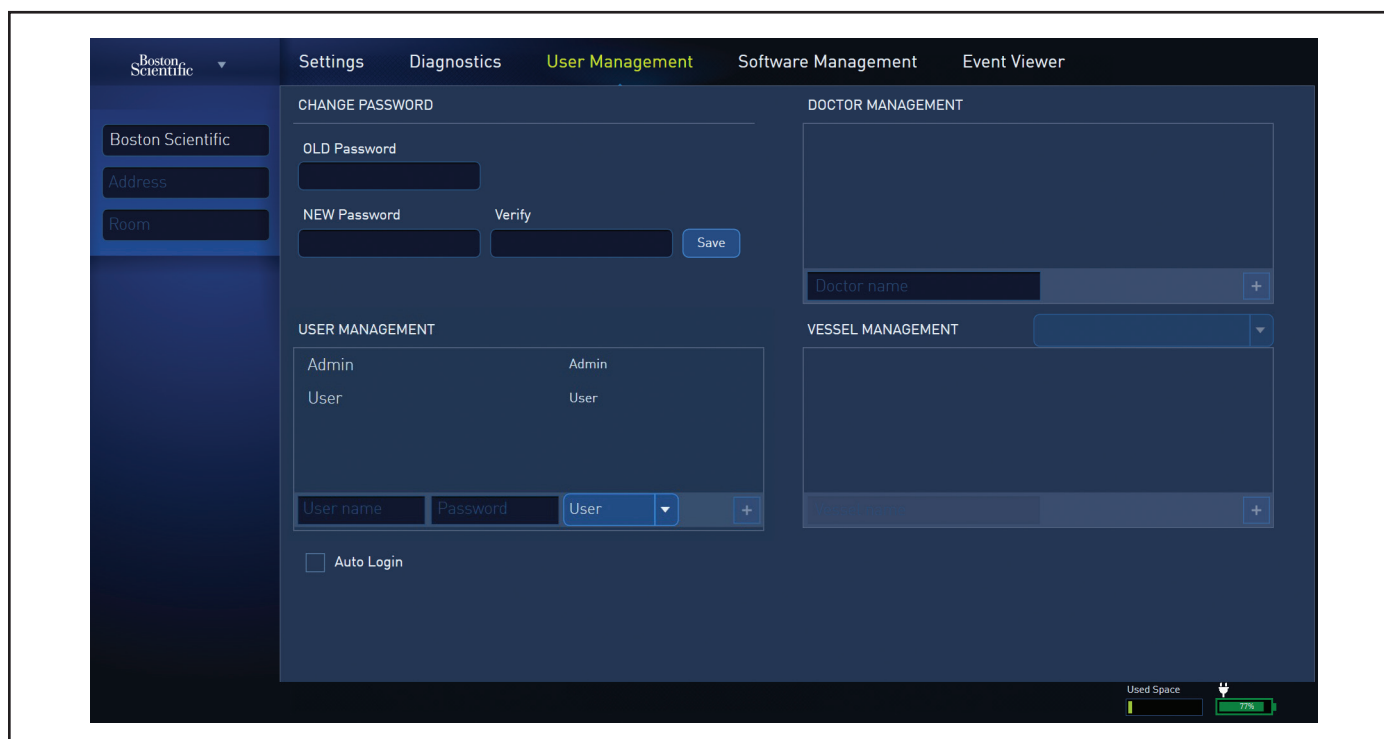 Boston
Scientific
Settings Diagnostics User Management Software Management Event Viewer
Boston Scientific
Address
Room
CHANGE PASSWORD
OLD Password
NEW Password Verify
Save
DOCTOR MANAGEMENT
Doctor name
+
USER MANAGEMENT
Admin Admin
User User
User name Password User +
Auto Login
VESSEL MANAGEMENT
+
Used Space
77%